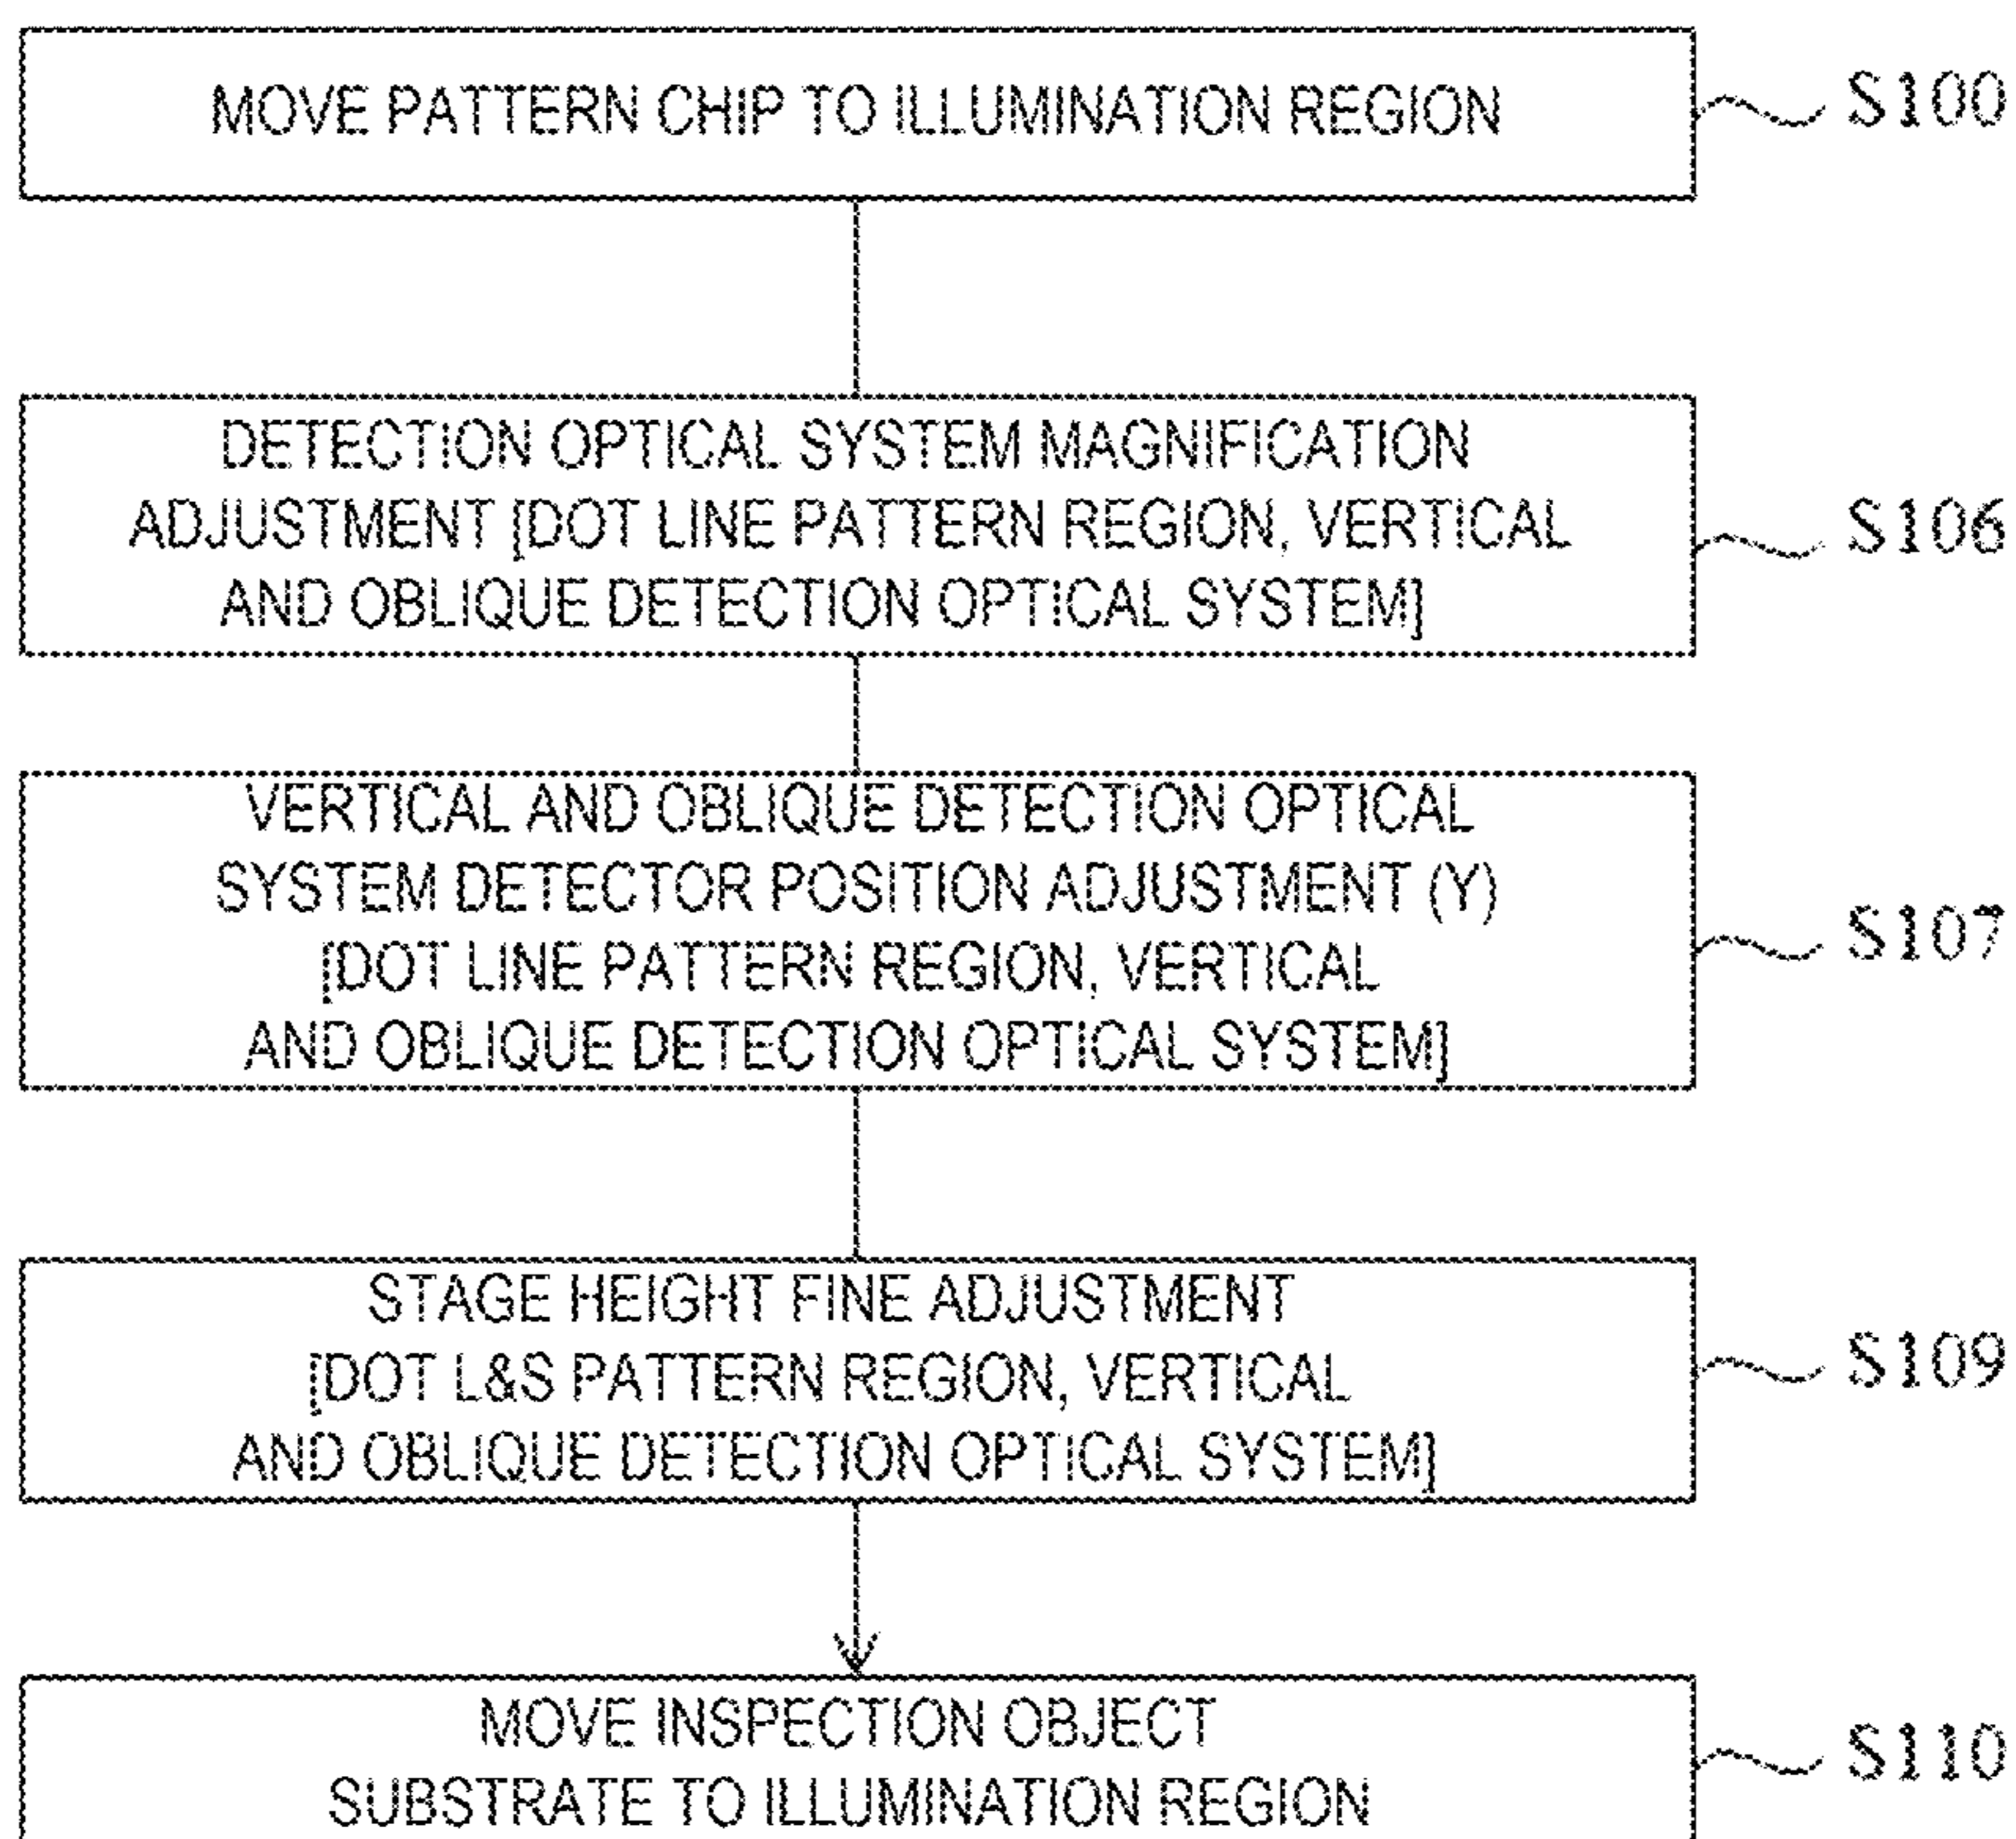 MOVE PATTERN CHIP TO ILLUMINATION REGION
S100
DETECTION OPTICAL SYSTEM MAGNIFICATION
ADJUSTMENT [DOT LINE PATTERN REGION, VERTICAL
AND OBLIQUE DETECTION OPTICAL SYSTEM]
S106
VERTICAL AND OBLIQUE DETECTION OPTICAL
SYSTEM DETECTOR POSITION ADJUSTMENT (Y)
[DOT LINE PATTERN REGION, VERTICAL
AND OBLIQUE DETECTION OPTICAL SYSTEM]
S107
STAGE HEIGHT FINE ADJUSTMENT
[DOT L&S PATTERN REGION, VERTICAL
AND OBLIQUE DETECTION OPTICAL SYSTEM]
S109
MOVE INSPECTION OBJECT
SUBSTRATE TO ILLUMINATION REGION
S110